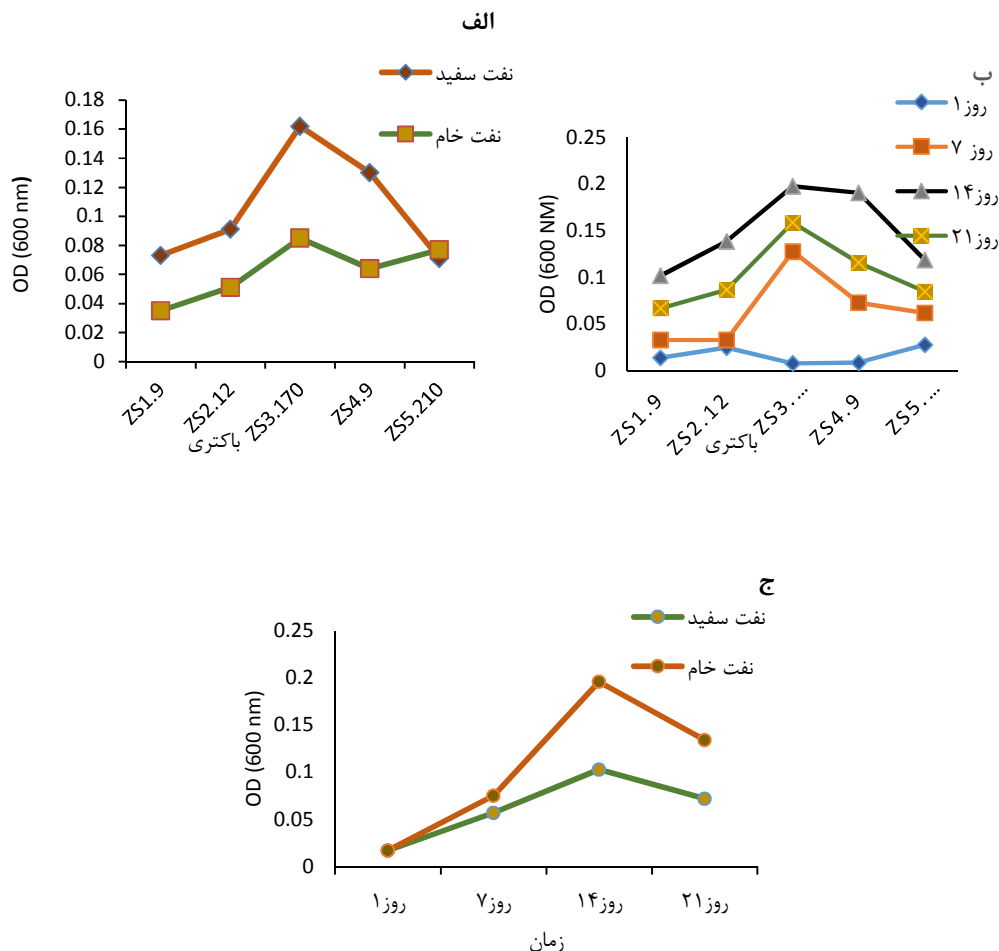 الف
نفت سفید
نفت خام
OD (600 nm)
0.18
0.16
0.14
0.12
0.1
0.08
0.06
0.04
0.02
0
ZS1.9
ZS2.12
ZS3.170
ZS4.9
ZS5.210
باکتری
ب
روز۱
روز ۷
روز۱۴
روز۲۱
OD (600 NM)
0.25
0.2
0.15
0.1
0.05
0
ZS1.9
ZS2.12
ZS3....
ZS4.9
ZS5....
باکتری
ج
نفت سفید
نفت خام
OD (600 nm)
0.25
0.2
0.15
0.1
0.05
0
روز۱
روز۷
روز۱۴
روز۲۱
زمان